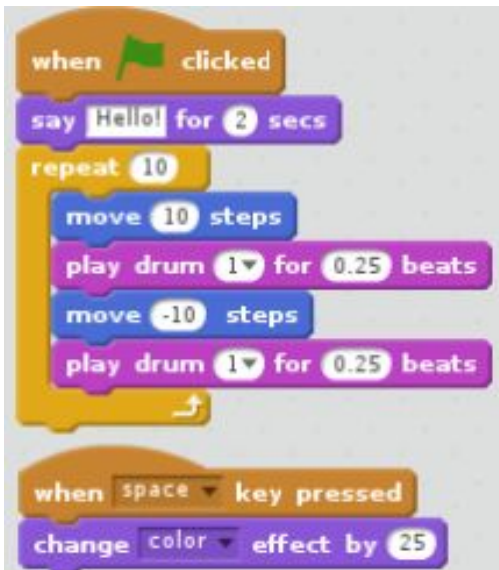 when clicked
say Hello! for 2 secs
repeat 10
move 10 steps
play drum 1 for 0.25 beats
move -10 steps
play drum 1 for 0.25 beats
when space key pressed
change color effect by 25